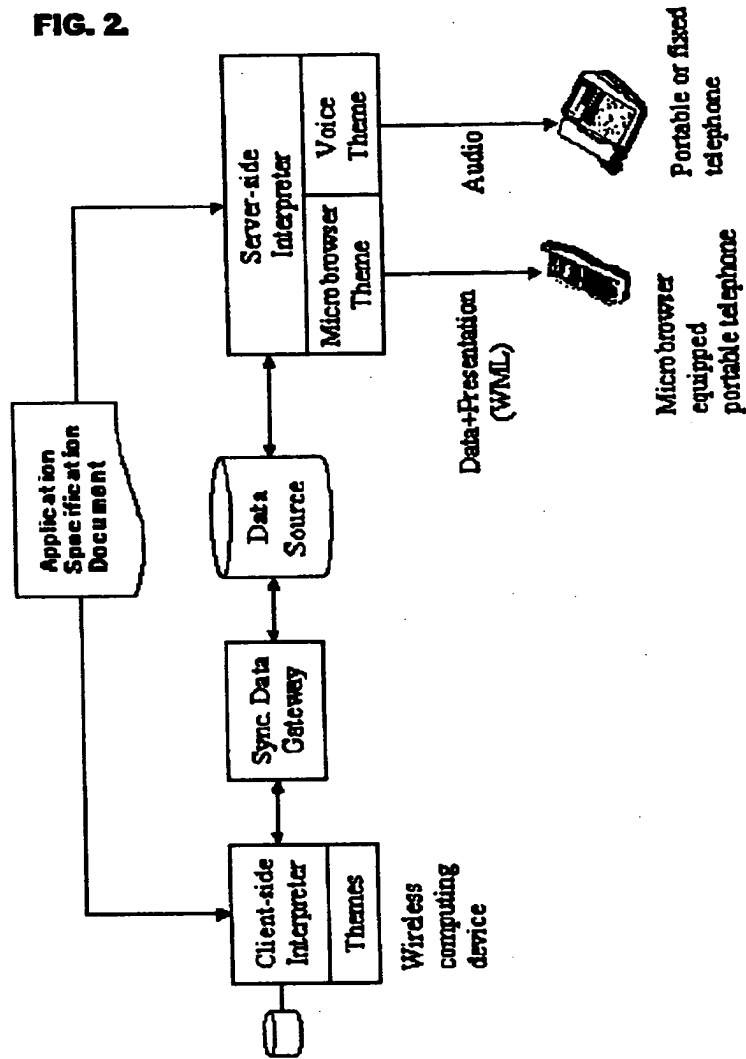 FIG. 2.
Application
Specification
Document
Client-side
Interpreter
Themes
Wireless
computing
device
Sync Data
Gateway
Data
Source
Server-side
Interpreter
Microbrowser
Theme
Voice
Theme
Data+Presentation
(WML)
Audio
Microbrowser
equipped
portable telephone
Portable or fixed
telephone